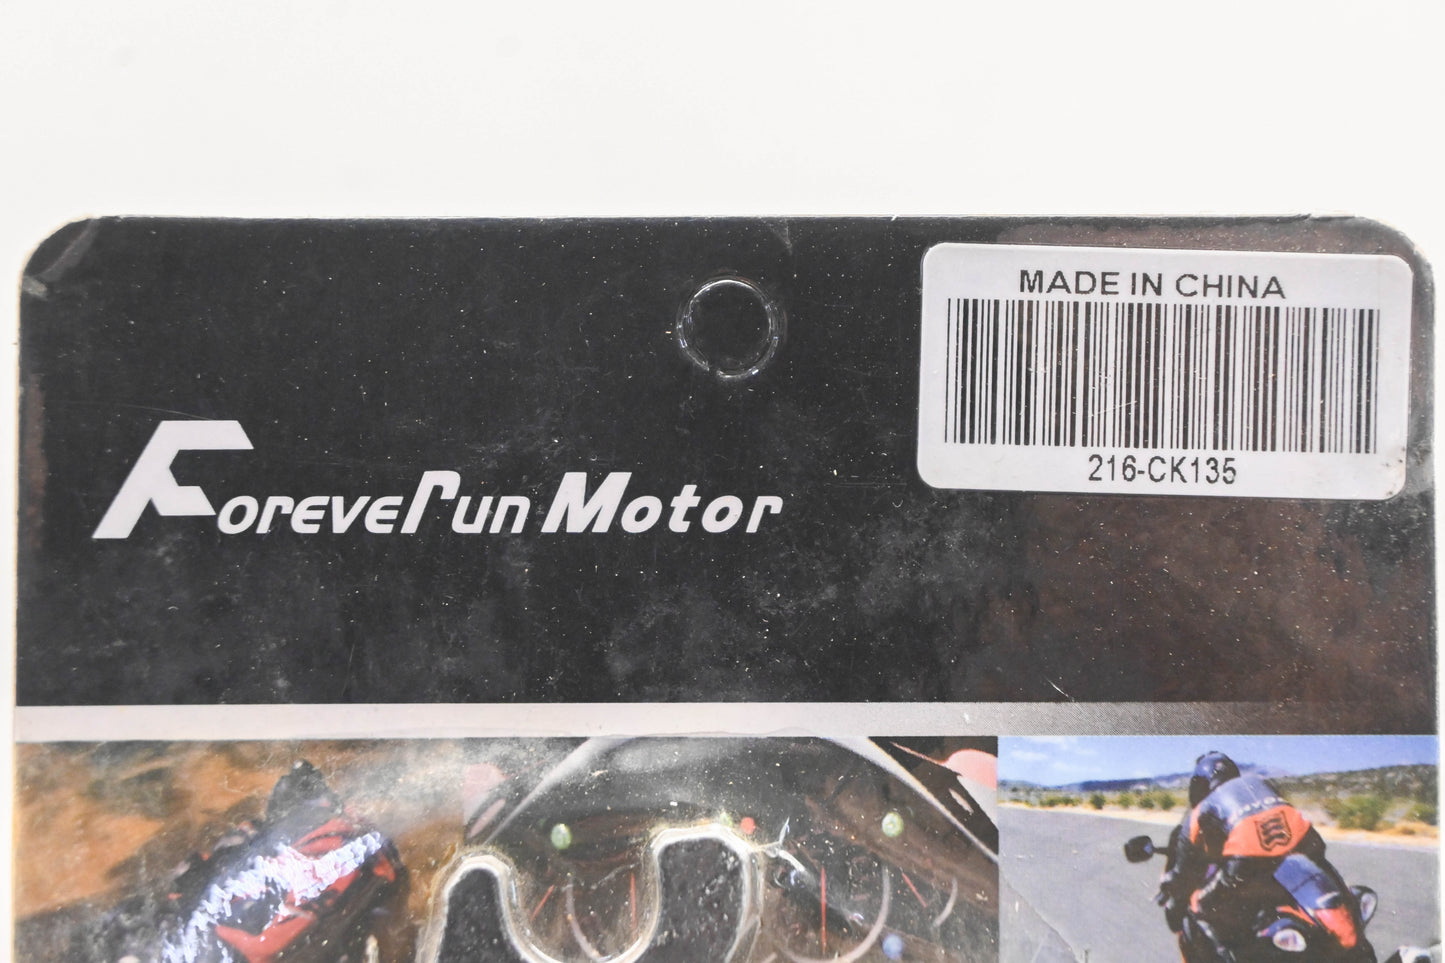 MADE IN CHINA
216-CK135
ForeveRun Motor